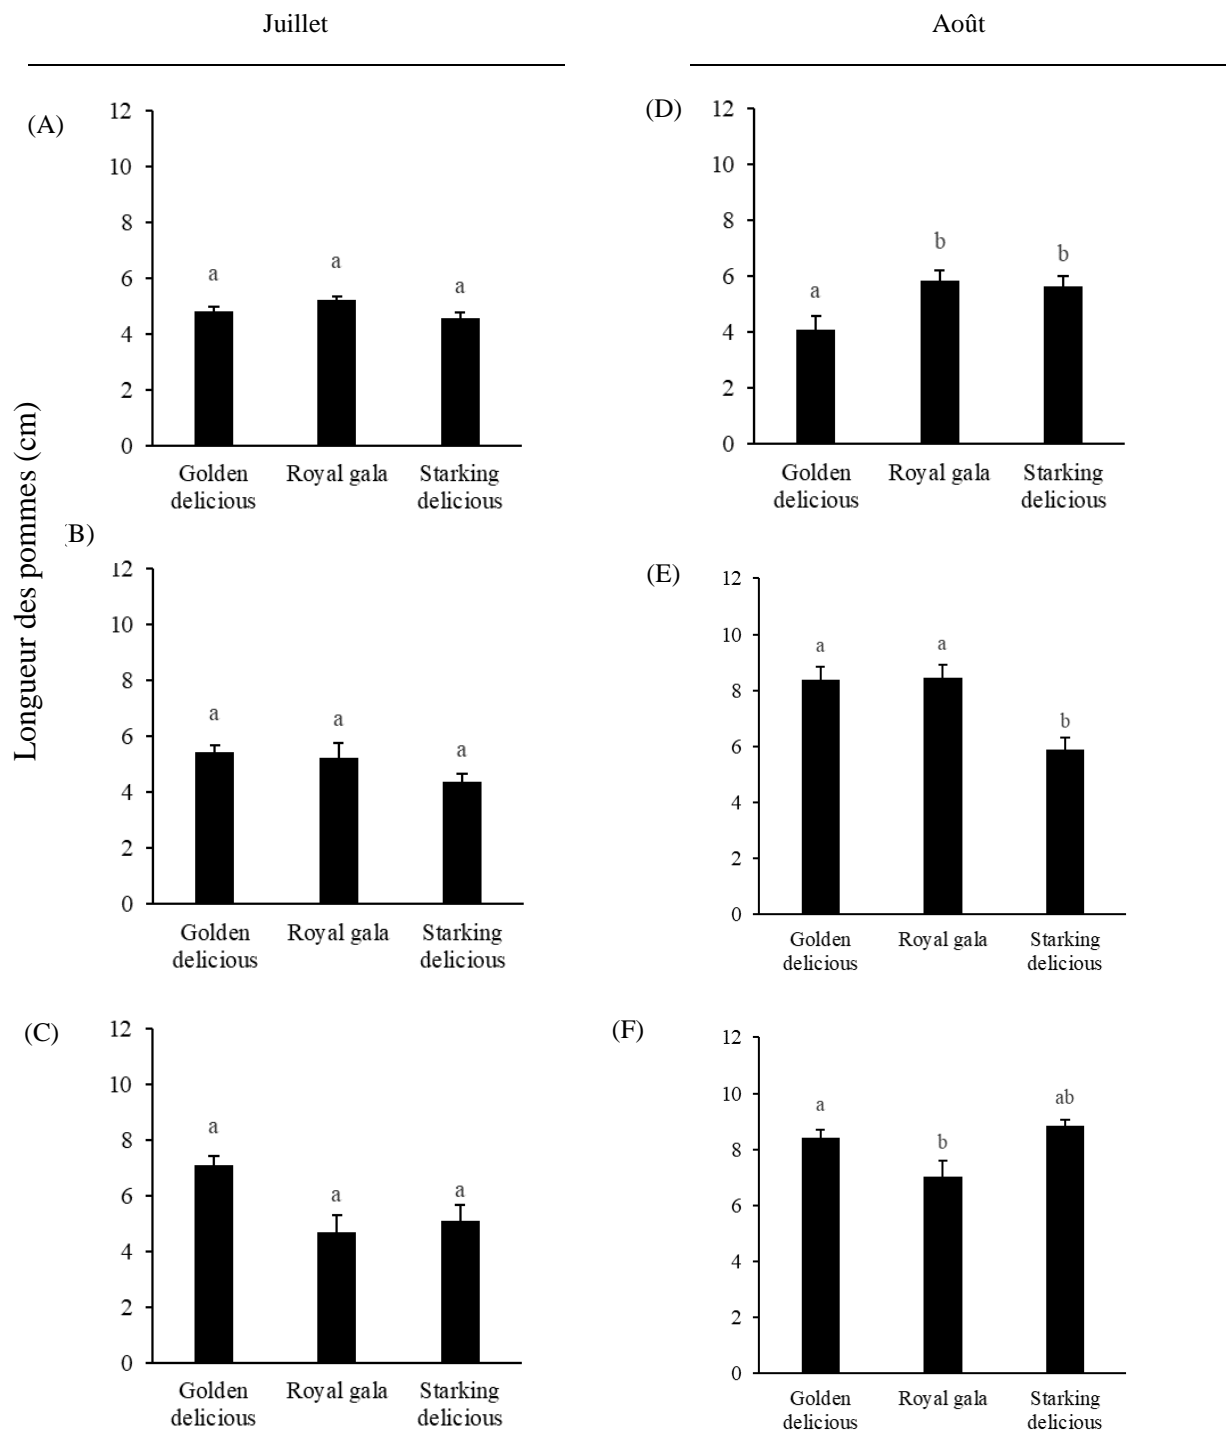 Juillet
Août
Longueur des pommes (cm)
(A)
12
10
8
6
4
2
0
a
a
a
Golden
delicious
Royal gala
Starking
delicious
(D)
12
10
8
6
4
2
0
a
b
b
Golden
delicious
Royal gala
Starking
delicious
B)
12
10
8
6
4
2
0
a
a
a
Golden
delicious
Royal gala
Starking
delicious
(E)
12
10
8
6
4
2
0
a
a
b
Golden
delicious
Royal gala
Starking
delicious
(C)
12
10
8
6
4
2
0
a
a
a
Golden
delicious
Royal gala
Starking
delicious
(F)
12
10
8
6
4
2
0
a
b
ab
Golden
delicious
Royal gala
Starking
delicious